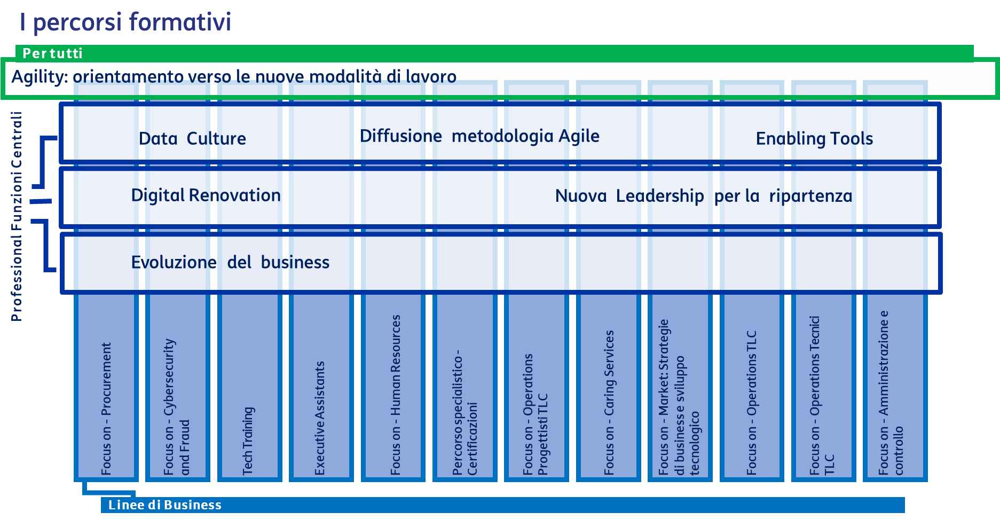 I percorsi formativi
Per tutti
Agility: orientamento verso le nuove modalità di lavoro
Professional Funzioni Centrali
Data Culture
Diffusione metodologia Agile
Enabling Tools
Digital Renovation
Nuova Leadership per la ripartenza
Evoluzione del business
Focus on - Procurement
Focus on - Cybersecurity
and Fraud
Tech Training
Executive Assistants
Focus on - Human Resources
Percorso specialistico -
Certificazioni
Focus on - Operations
Progettisti TLC
Focus on - Caring Services
Focus on - Market: Strategie
di business e sviluppo
tecnologico
Focus on - Operations TLC
Focus on - Operations Tecnici
TLC
Focus on - Amministrazione e
controllo
Linee di Business